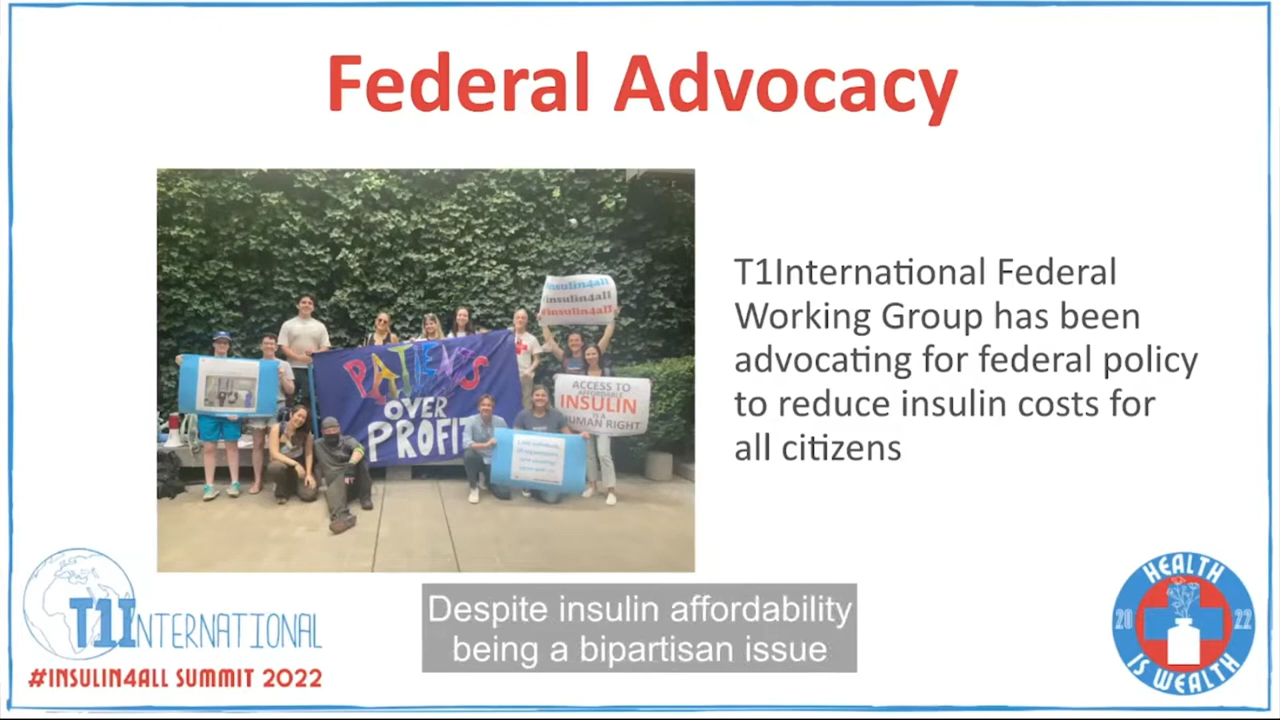 Federal Advocacy
#insulin4all
#insulin4all
#insulin4all
PATIENTS
OVER
PROFIT
ACCESS TO
AFFORDABLE
INSULIN
IS A
HUMAN RIGHT
T1International Federal
Working Group has been
advocating for federal policy
to reduce insulin costs for
all citizens
Despite insulin affordability
being a bipartisan issue
T1INTERNATIONAL
#INSULIN4ALL SUMMIT 2022
HEALTH
20 22
IS WEALTH